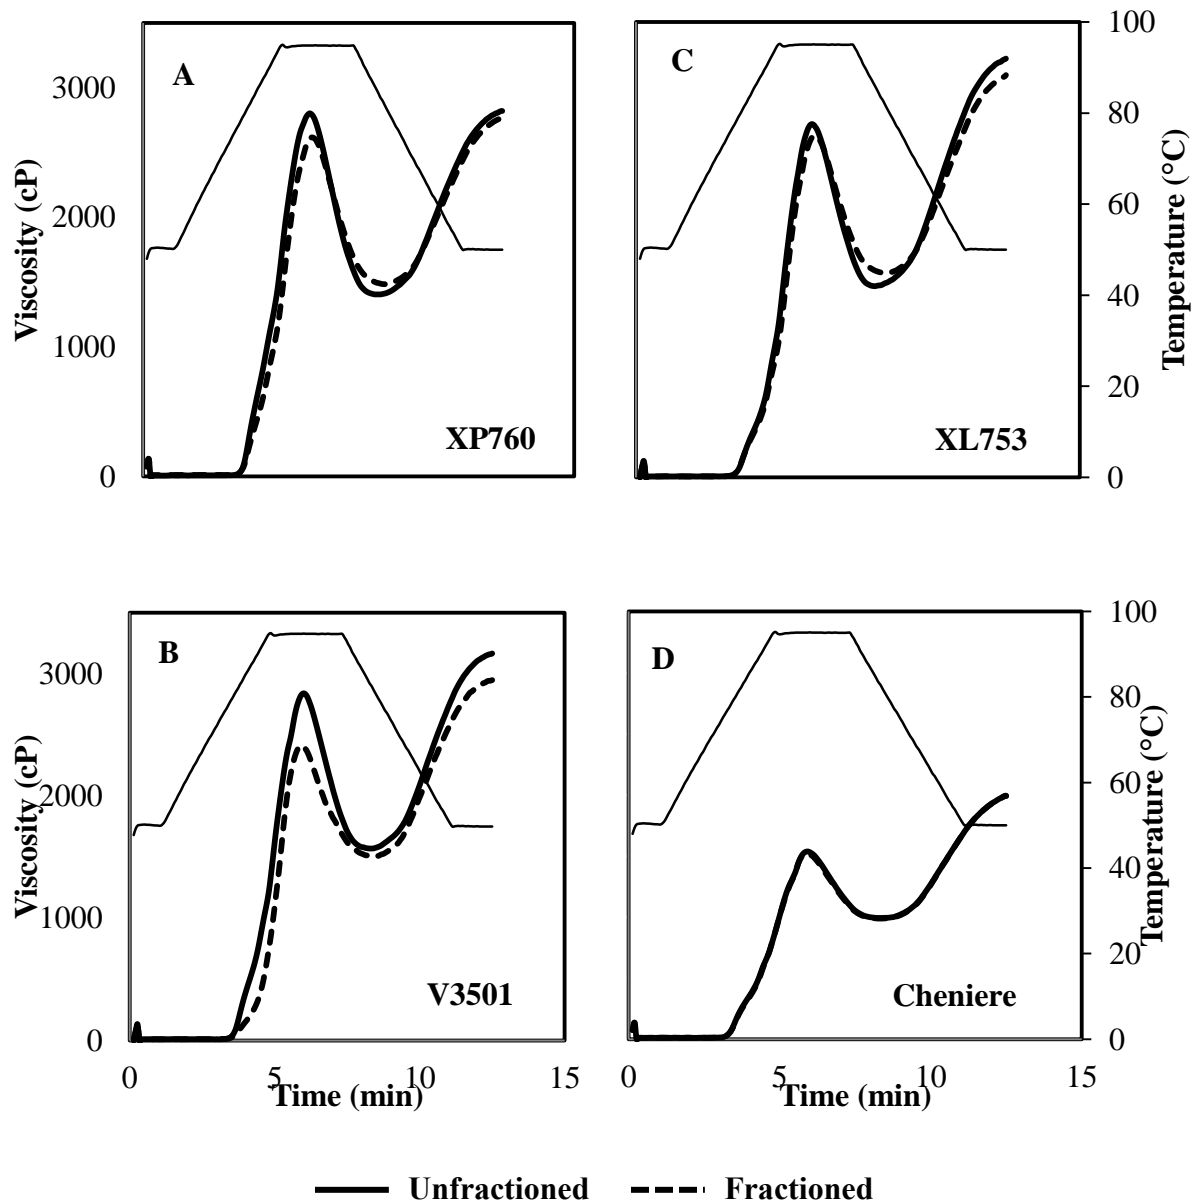 A
XP760
Viscosity (cP)
3000
2000
1000
0
C
XL753
100
80
60
40
20
0
Temperature (°C)
B
V3501
Viscosity (cP)
3000
2000
1000
0
0 5 10 15
Time (min)
D
Cheniere
100
80
60
40
20
0
Temperature (°C)
0 5 10 15
Time (min)
Unfractioned Fractioned